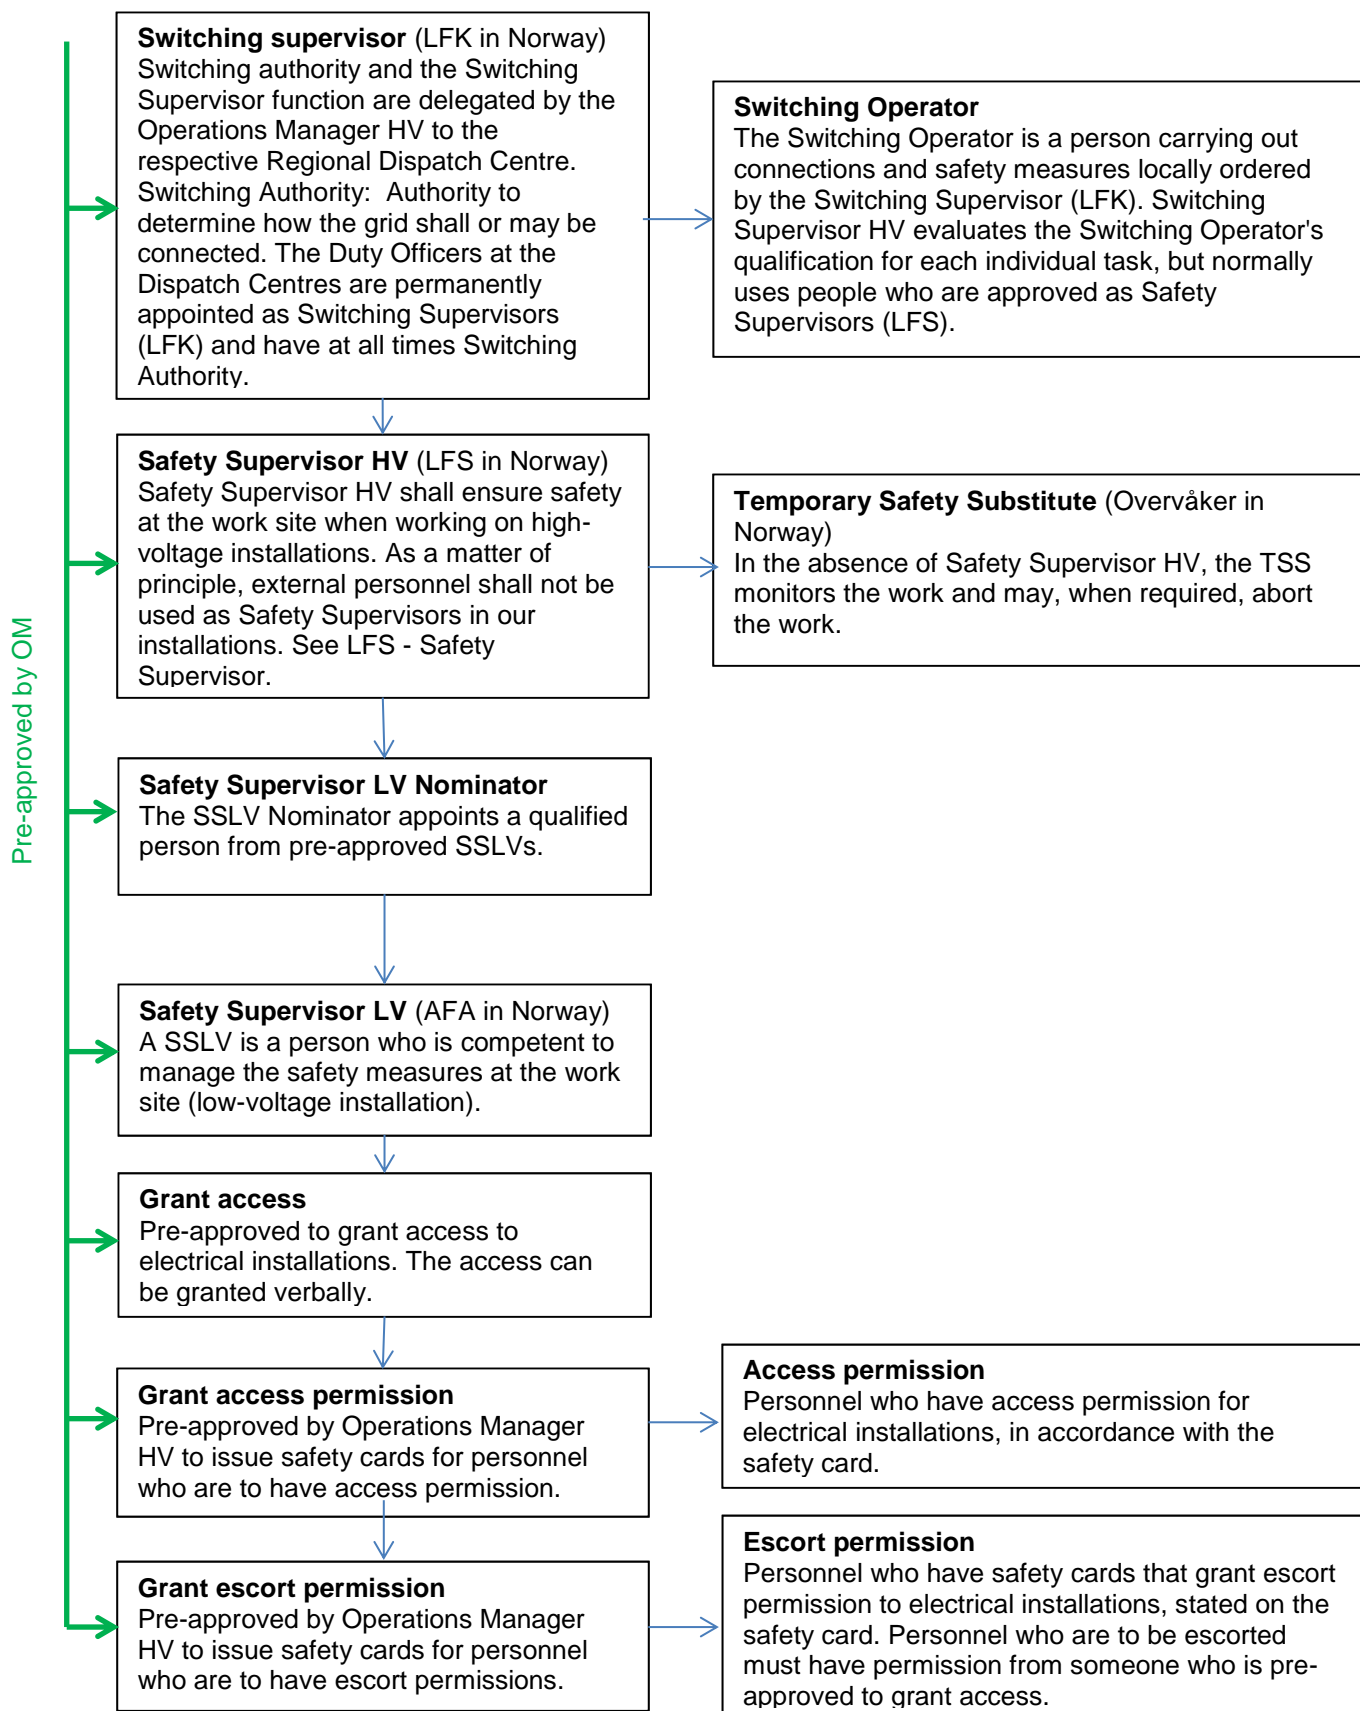 Switching supervisor (LFK in Norway)
Switching authority and the Switching
Supervisor function are delegated by the
Operations Manager HV to the
respective Regional Dispatch Centre.
Switching Authority:  Authority to
determine how the grid shall or may be
connected. The Duty Officers at the
Dispatch Centres are permanently
appointed as Switching Supervisors
(LFK) and have at all times Switching
Authority.
Switching Operator
The Switching Operator is a person carrying out
connections and safety measures locally ordered
by the Switching Supervisor (LFK). Switching
Supervisor HV evaluates the Switching Operator's
qualification for each individual task, but normally
uses people who are approved as Safety
Supervisors (LFS).
Safety Supervisor HV (LFS in Norway)
Safety Supervisor HV shall ensure safety
at the work site when working on high-
voltage installations. As a matter of
principle, external personnel shall not be
used as Safety Supervisors in our
installations. See LFS - Safety
Supervisor.
Temporary Safety Substitute (Overvåker in
Norway)
In the absence of Safety Supervisor HV, the TSS
monitors the work and may, when required, abort
the work.
Pre-approved by OM
Safety Supervisor LV Nominator
The SSLV Nominator appoints a qualified
person from pre-approved SSLVs.
Safety Supervisor LV (AFA in Norway)
A SSLV is a person who is competent to
manage the safety measures at the work
site (low-voltage installation).
Grant access
Pre-approved to grant access to
electrical installations. The access can
be granted verbally.
Grant access permission
Pre-approved by Operations Manager
HV to issue safety cards for personnel
who are to have access permission.
Access permission
Personnel who have access permission for
electrical installations, in accordance with the
safety card.
Grant escort permission
Pre-approved by Operations Manager
HV to issue safety cards for personnel
who are to have escort permissions.
Escort permission
Personnel who have safety cards that grant escort
permission to electrical installations, stated on the
safety card. Personnel who are to be escorted
must have permission from someone who is pre-
approved to grant access.